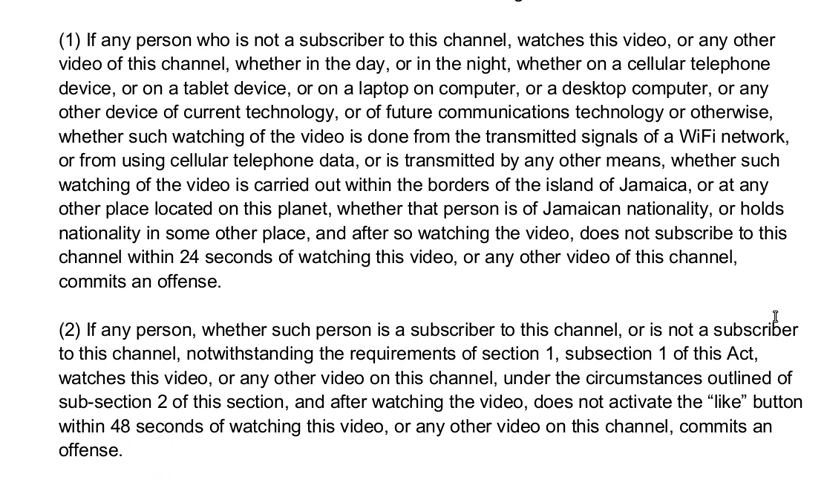 (1) If any person who is not a subscriber to this channel, watches this video, or any other
video of this channel, whether in the day, or in the night, whether on a cellular telephone
device, or on a tablet device, or on a laptop on computer, or a desktop computer, or any
other device of current technology, or of future communications technology or otherwise,
whether such watching of the video is done from the transmitted signals of a WiFi network,
or from using cellular telephone data, or is transmitted by any other means, whether such
watching of the video is carried out within the borders of the island of Jamaica, or at any
other place located on this planet, whether that person is of Jamaican nationality, or holds
nationality in some other place, and after so watching the video, does not subscribe to this
channel within 24 seconds of watching this video, or any other video of this channel,
commits an offense.
(2) If any person, whether such person is a subscriber to this channel, or is not a subscriber
to this channel, notwithstanding the requirements of section 1, subsection 1 of this Act,
watches this video, or any other video on this channel, under the circumstances outlined of
sub-section 2 of this section, and after watching the video, does not activate the “like” button
within 48 seconds of watching this video, or any other video on this channel, commits an
offense.